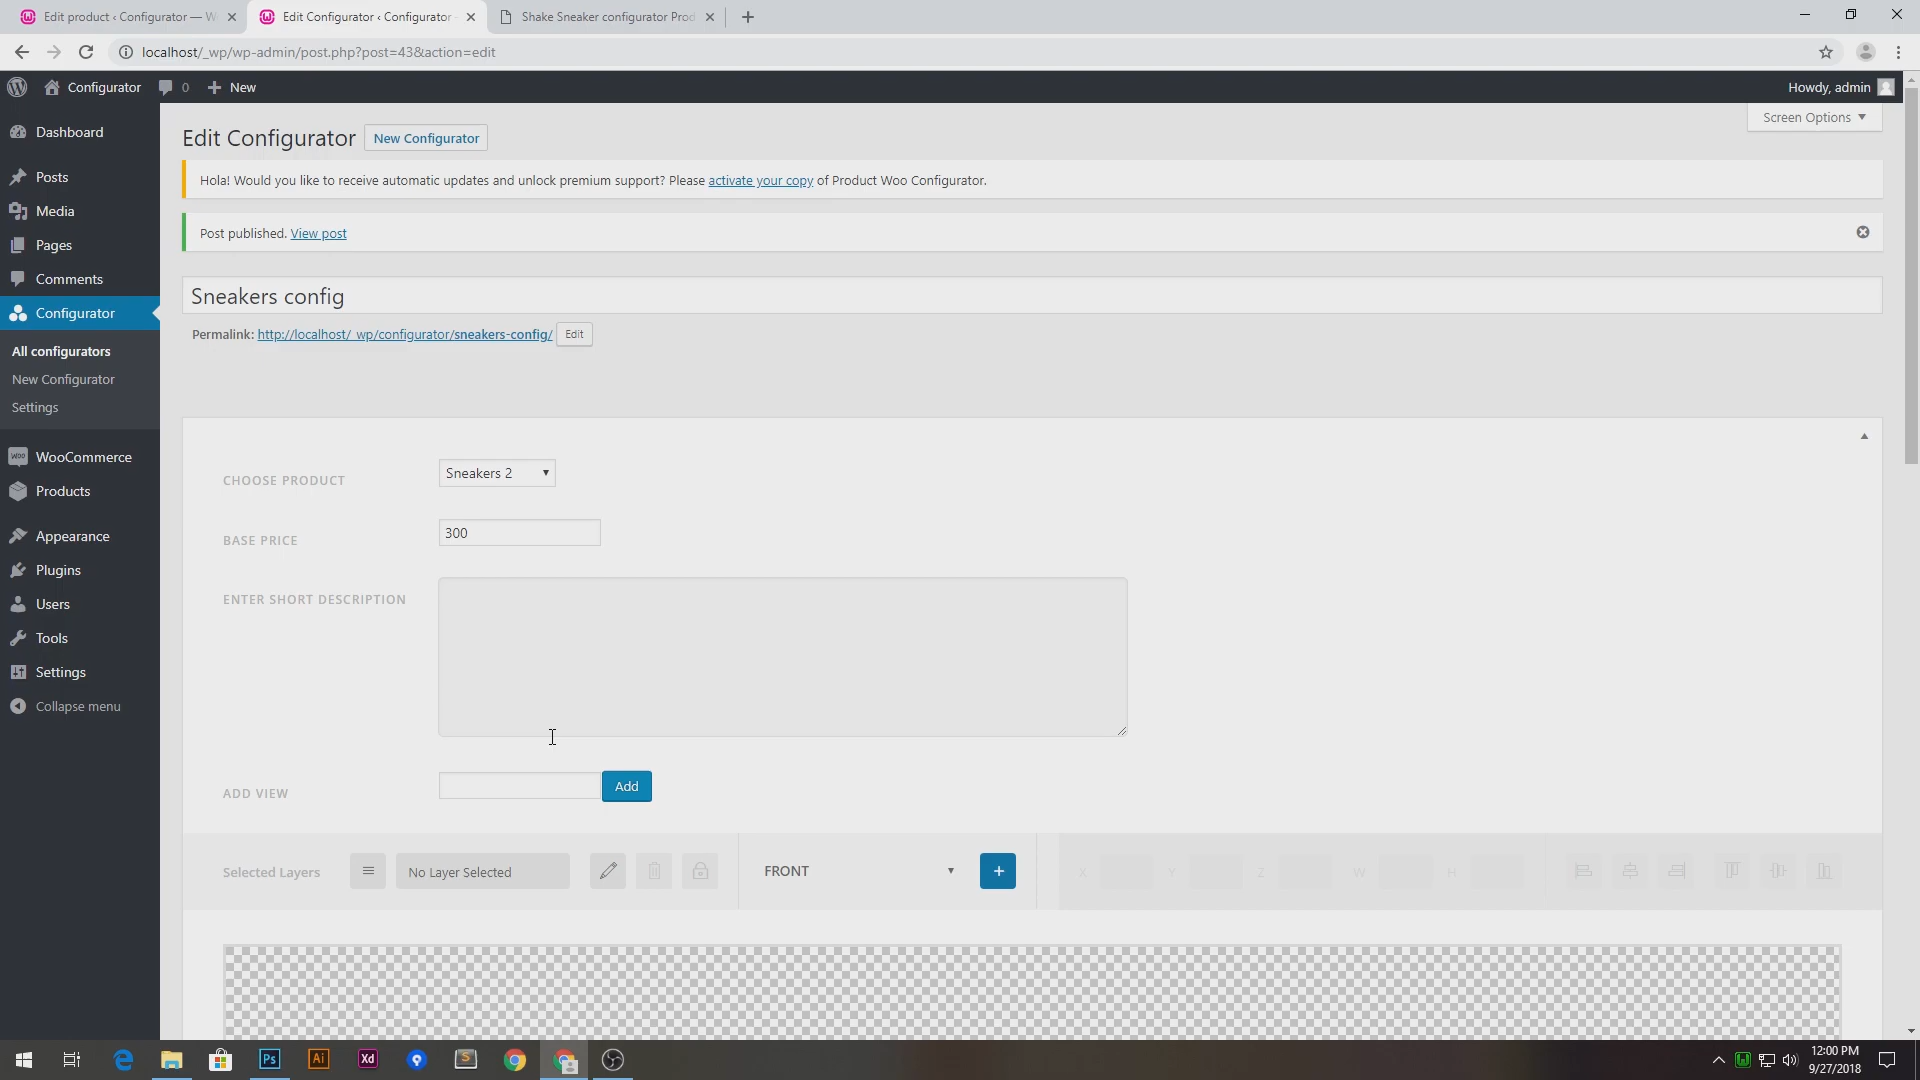 Edit product ‹ Configurator — W
Edit Configurator ‹ Configurator
Shake Sneaker configurator Prod
localhost/_wp/wp-admin/post.php?post=43&action=edit
Configurator
0
New
Howdy, admin
Dashboard
Posts
Media
Pages
Comments
Configurator
All configurators
New Configurator
Settings
WooCommerce
Products
Appearance
Plugins
Users
Tools
Settings
Collapse menu
Screen Options
Edit Configurator
New Configurator
Hola! Would you like to receive automatic updates and unlock premium support? Please activate your copy of Product Woo Configurator.
Post published. View post
Sneakers config
Permalink: http://localhost/_wp/configurator/sneakers-config/ Edit
CHOOSE PRODUCT
Sneakers 2
BASE PRICE
300
ENTER SHORT DESCRIPTION
ADD VIEW
Add
Selected Layers
No Layer Selected
FRONT
+
X
Y
Z
W
H
Ps
Ai
Xd
S
12:00 PM
9/27/2018